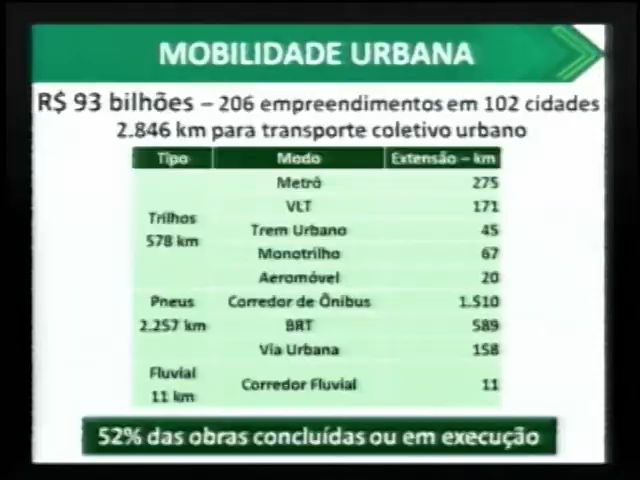 MOBILIDADE URBANA
R$ 93 bilhões – 206 empreendimentos em 102 cidades
2.846 km para transporte coletivo urbano
Tipo Modo Extensão – km
Trilhos
578 km
Metrô 275
VLT 171
Trem Urbano 45
Monotrilho 67
Aeromóvel 20
Pneus
2.257 km
Corredor de Ônibus 1.510
BRT 589
Via Urbana 158
Fluvial
11 km
Corredor Fluvial 11
52% das obras concluídas ou em execução